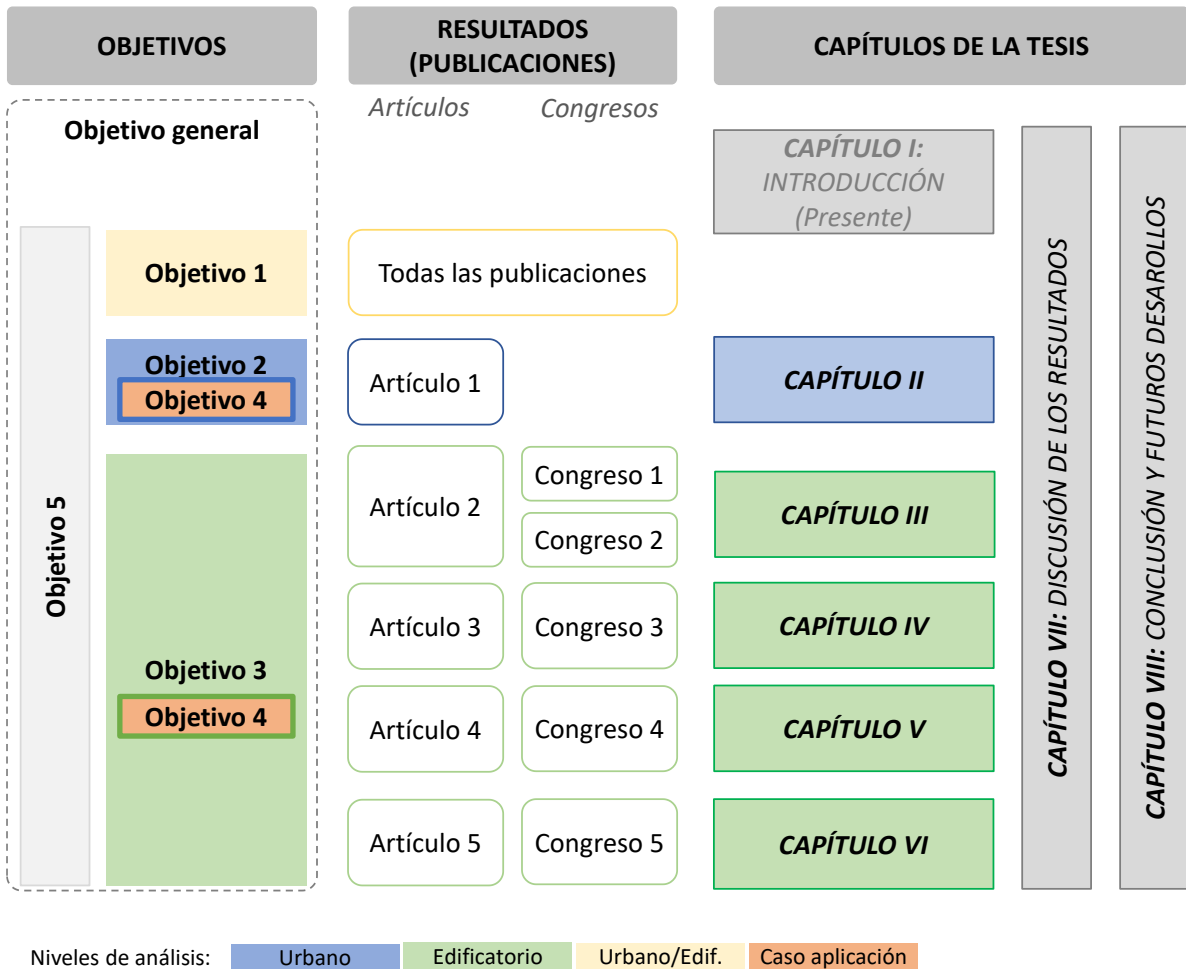 OBJETIVOS
RESULTADOS
(PUBLICACIONES)
CAPÍTULOS DE LA TESIS
Artículos
Congresos
Objetivo general
CAPÍTULO I:
INTRODUCCIÓN
(Presente)
Objetivo 5
Objetivo 1
Todas las publicaciones
Objetivo 2
Objetivo 4
Artículo 1
CAPÍTULO II
Objetivo 3
Objetivo 4
Artículo 2
Congreso 1
Congreso 2
CAPÍTULO III
Artículo 3
Congreso 3
CAPÍTULO IV
Artículo 4
Congreso 4
CAPÍTULO V
Artículo 5
Congreso 5
CAPÍTULO VI
CAPÍTULO VII: DISCUSIÓN DE LOS RESULTADOS
CAPÍTULO VIII: CONCLUSIÓN Y FUTUROS DESAROLLOS
Niveles de análisis:
Urbano
Edificatorio
Urbano/Edif.
Caso aplicación